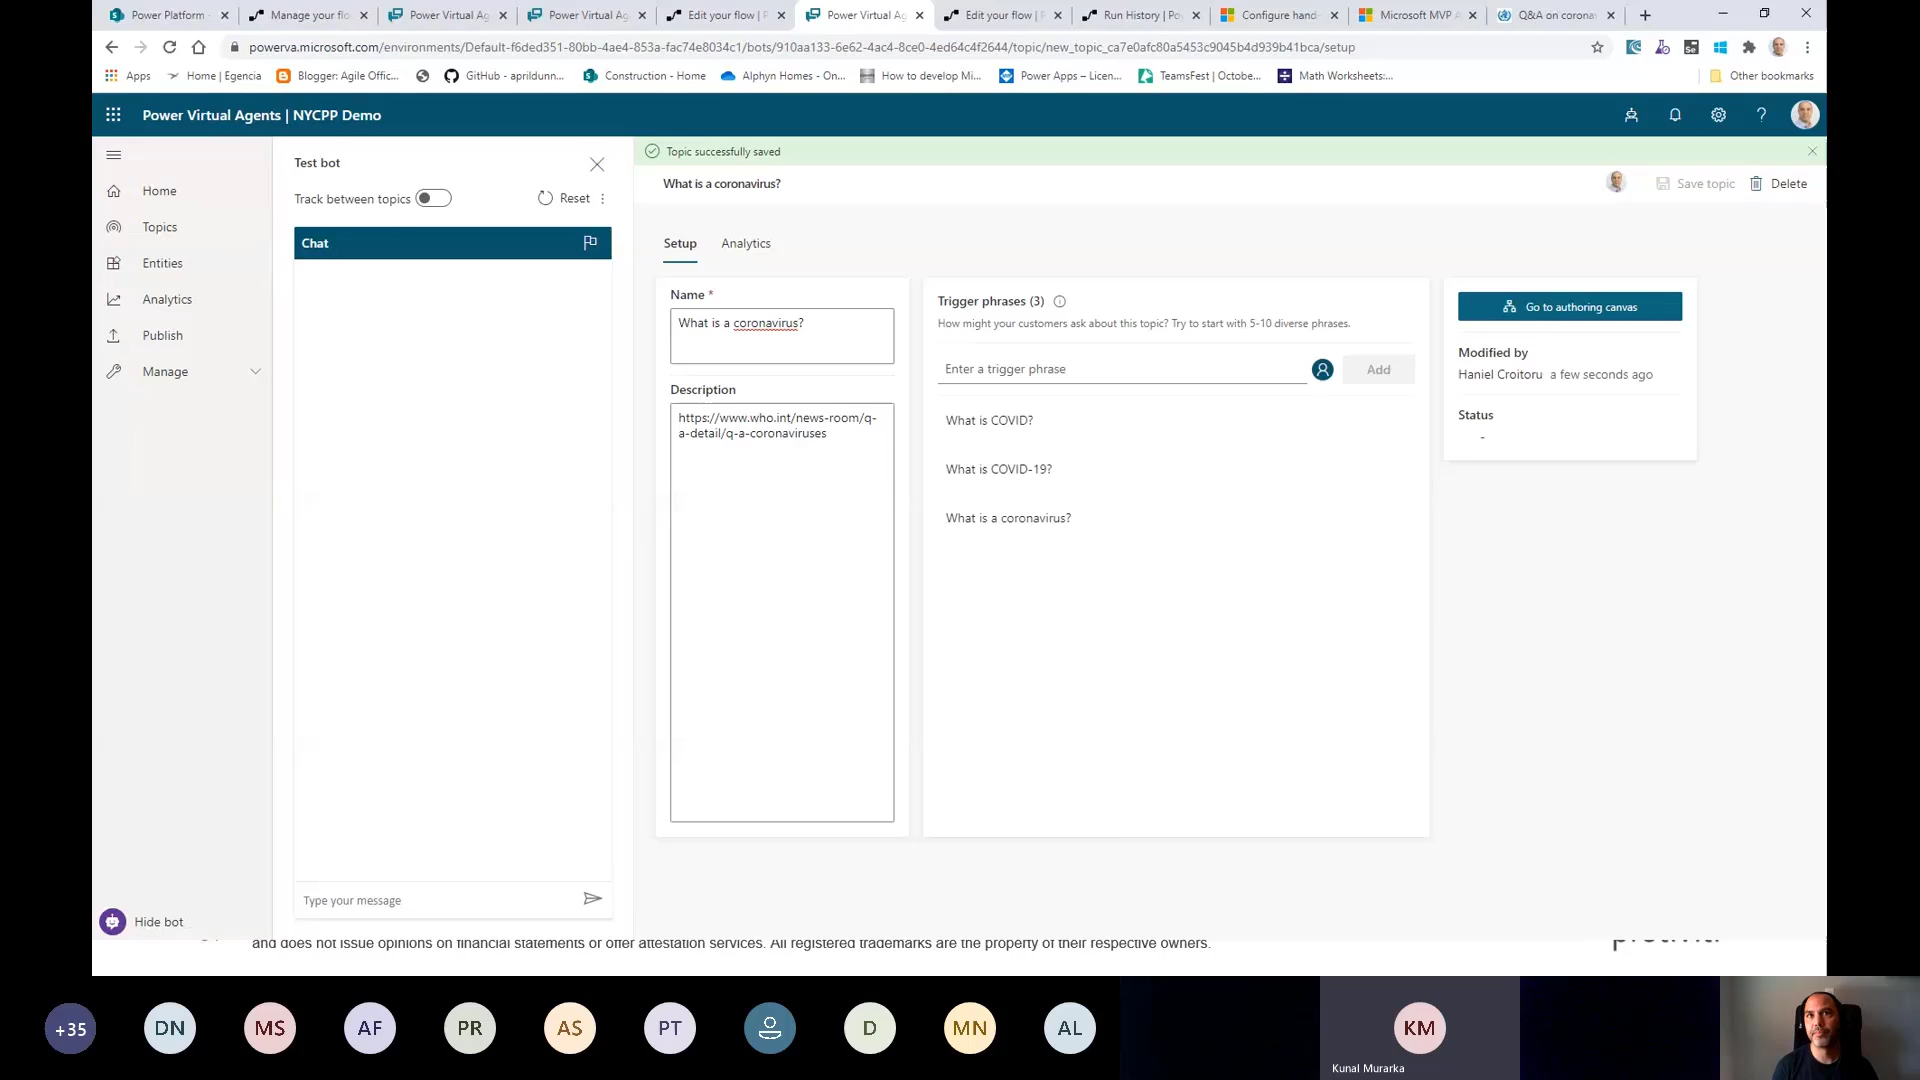 Power Platform -
Manage your flo
Power Virtual Ag
Power Virtual Ag
Edit your flow | P
Power Virtual Ag
Edit your flow | P
Run History | Po
Configure hand-
Microsoft MVP A
Q&A on corona
powerva.microsoft.com/environments/Default-f6ded351-80bb-4ae4-853a-fac74e8034c1/bots/910aa133-6e62-4ac4-8ce0-4ed64c4f2644/topic/new_topic_ca7e0afc80a5453c9045b4d939b41bca/setup
Apps
Home | Egencia
Blogger: Agile Offic...
GitHub - aprildunn...
Construction - Home
Alphyn Homes - On...
How to develop Mi...
Power Apps – Licen...
TeamsFest | Octobe...
Math Worksheets:...
Other bookmarks
Power Virtual Agents | NYCPP Demo
Home
Topics
Entities
Analytics
Publish
Manage
Hide bot
Test bot
Track between topics
Reset
Chat
Type your message
Topic successfully saved
What is a coronavirus?
Save topic
Delete
Setup
Analytics
Name *
What is a coronavirus?
Description
https://www.who.int/news-room/q-
a-detail/q-a-coronaviruses
Trigger phrases (3)
How might your customers ask about this topic? Try to start with 5-10 diverse phrases.
Enter a trigger phrase
Add
What is COVID?
What is COVID-19?
What is a coronavirus?
Go to authoring canvas
Modified by
Haniel Croitoru a few seconds ago
Status
-
and does not issue opinions on financial statements or offer attestation services. All registered trademarks are the property of their respective owners.
+35
DN
MS
AF
PR
AS
PT
D
MN
AL
KM
Kunal Murarka